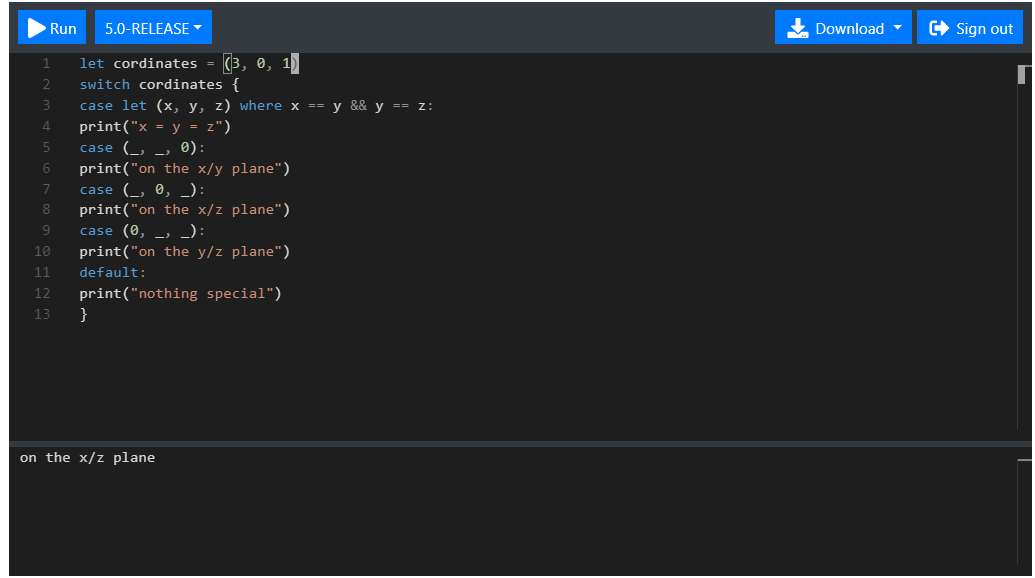 Run 5.0-RELEASE Download Sign out
1 let cordinates = (3, 0, 1)
2 switch cordinates {
3 case let (x, y, z) where x == y && y == z:
4 print("x = y = z")
5 case (_, _, 0):
6 print("on the x/y plane")
7 case (_, 0, _):
8 print("on the x/z plane")
9 case (0, _, _):
10 print("on the y/z plane")
11 default:
12 print("nothing special")
13 }
on the x/z plane